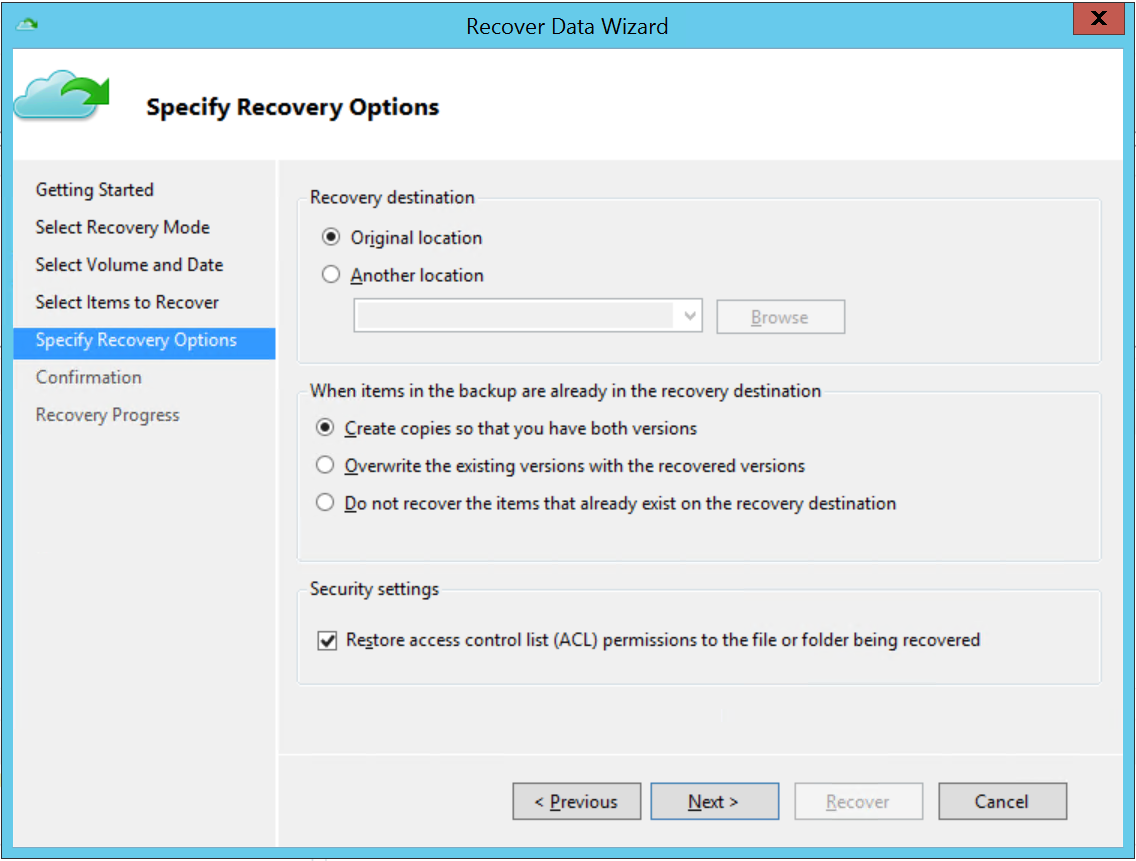 Recover Data Wizard
X
Specify Recovery Options
Getting Started
Select Recovery Mode
Select Volume and Date
Select Items to Recover
Specify Recovery Options
Confirmation
Recovery Progress
Recovery destination
Original location
Another location
Browse
When items in the backup are already in the recovery destination
Create copies so that you have both versions
Overwrite the existing versions with the recovered versions
Do not recover the items that already exist on the recovery destination
Security settings
Restore access control list (ACL) permissions to the file or folder being recovered
< Previous
Next >
Recover
Cancel